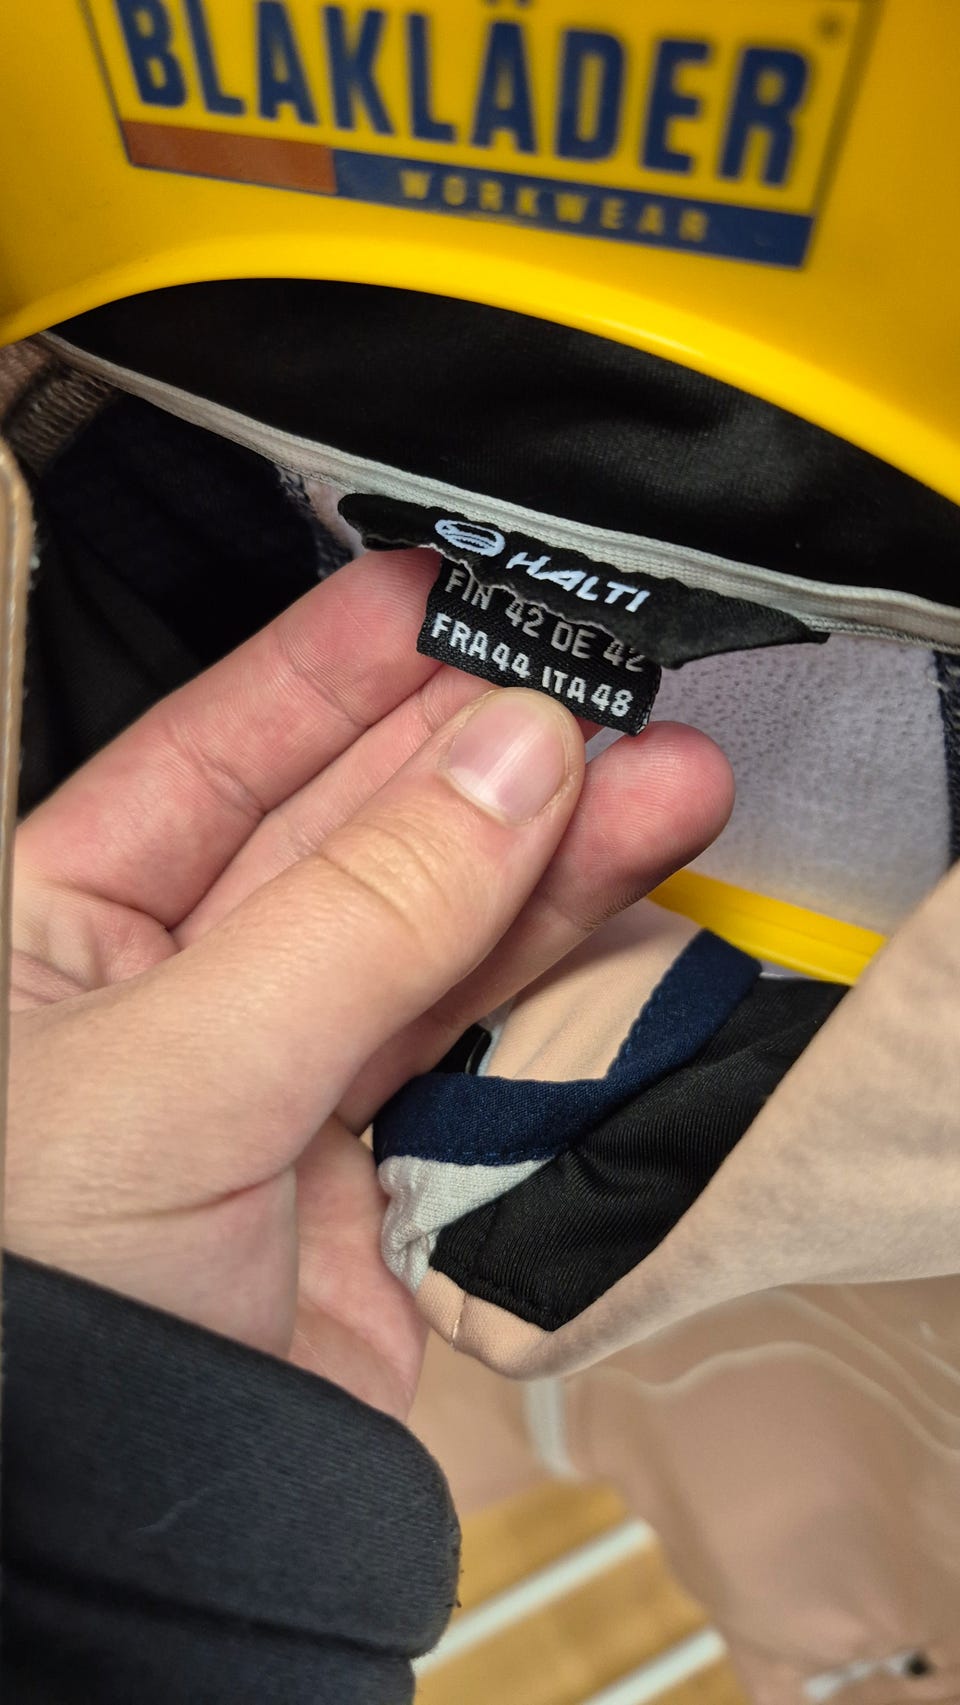 BLÅKLÄDER
WORKWEAR
HALTI
FIN 42 DE 42
FRA 44 ITA 48